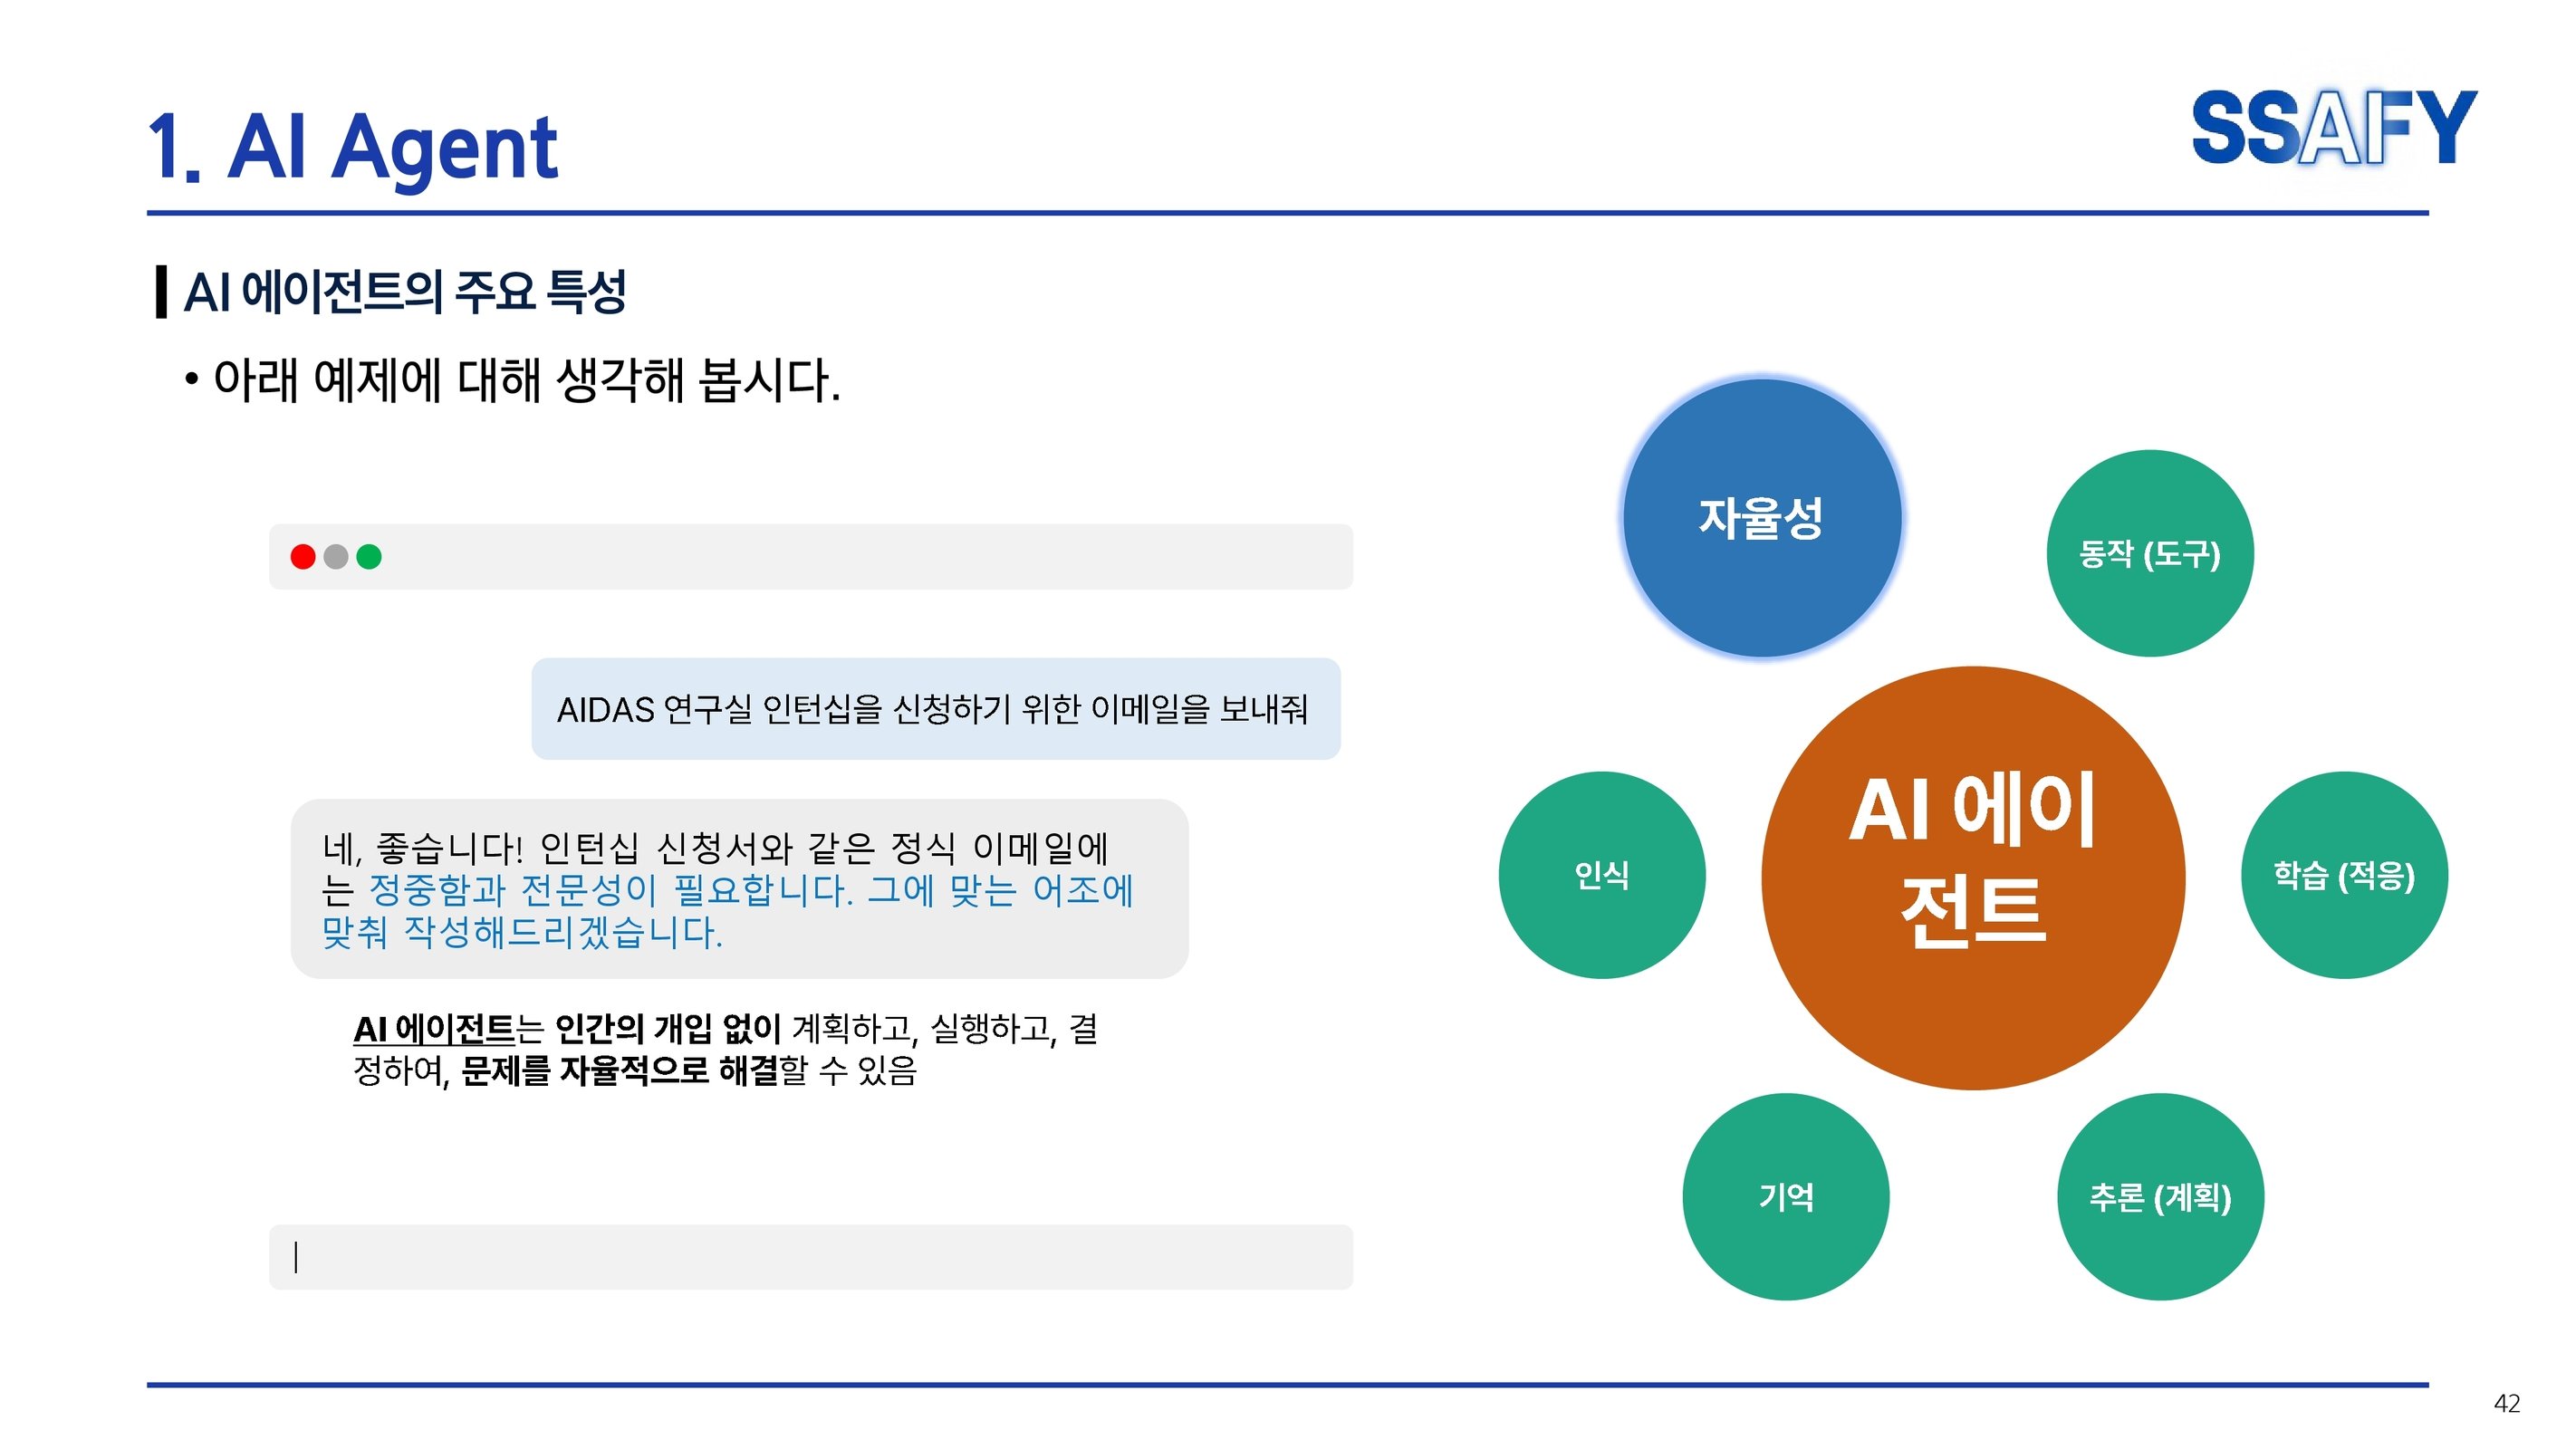 1. AI Agent
SSAFY
AI 에이전트의 주요 특성
• 아래 예제에 대해 생각해 봅시다.
AIDAS 연구실 인턴십을 신청하기 위한 이메일을 보내줘
네, 좋습니다! 인턴십 신청서와 같은 정식 이메일에
는 정중함과 전문성이 필요합니다. 그에 맞는 어조에
맞춰 작성해드리겠습니다.
AI 에이전트는 인간의 개입 없이 계획하고, 실행하고, 결
정하여, 문제를 자율적으로 해결할 수 있음
|
자율성
동작 (도구)
AI 에이
전트
인식
학습 (적응)
기억
추론 (계획)
42